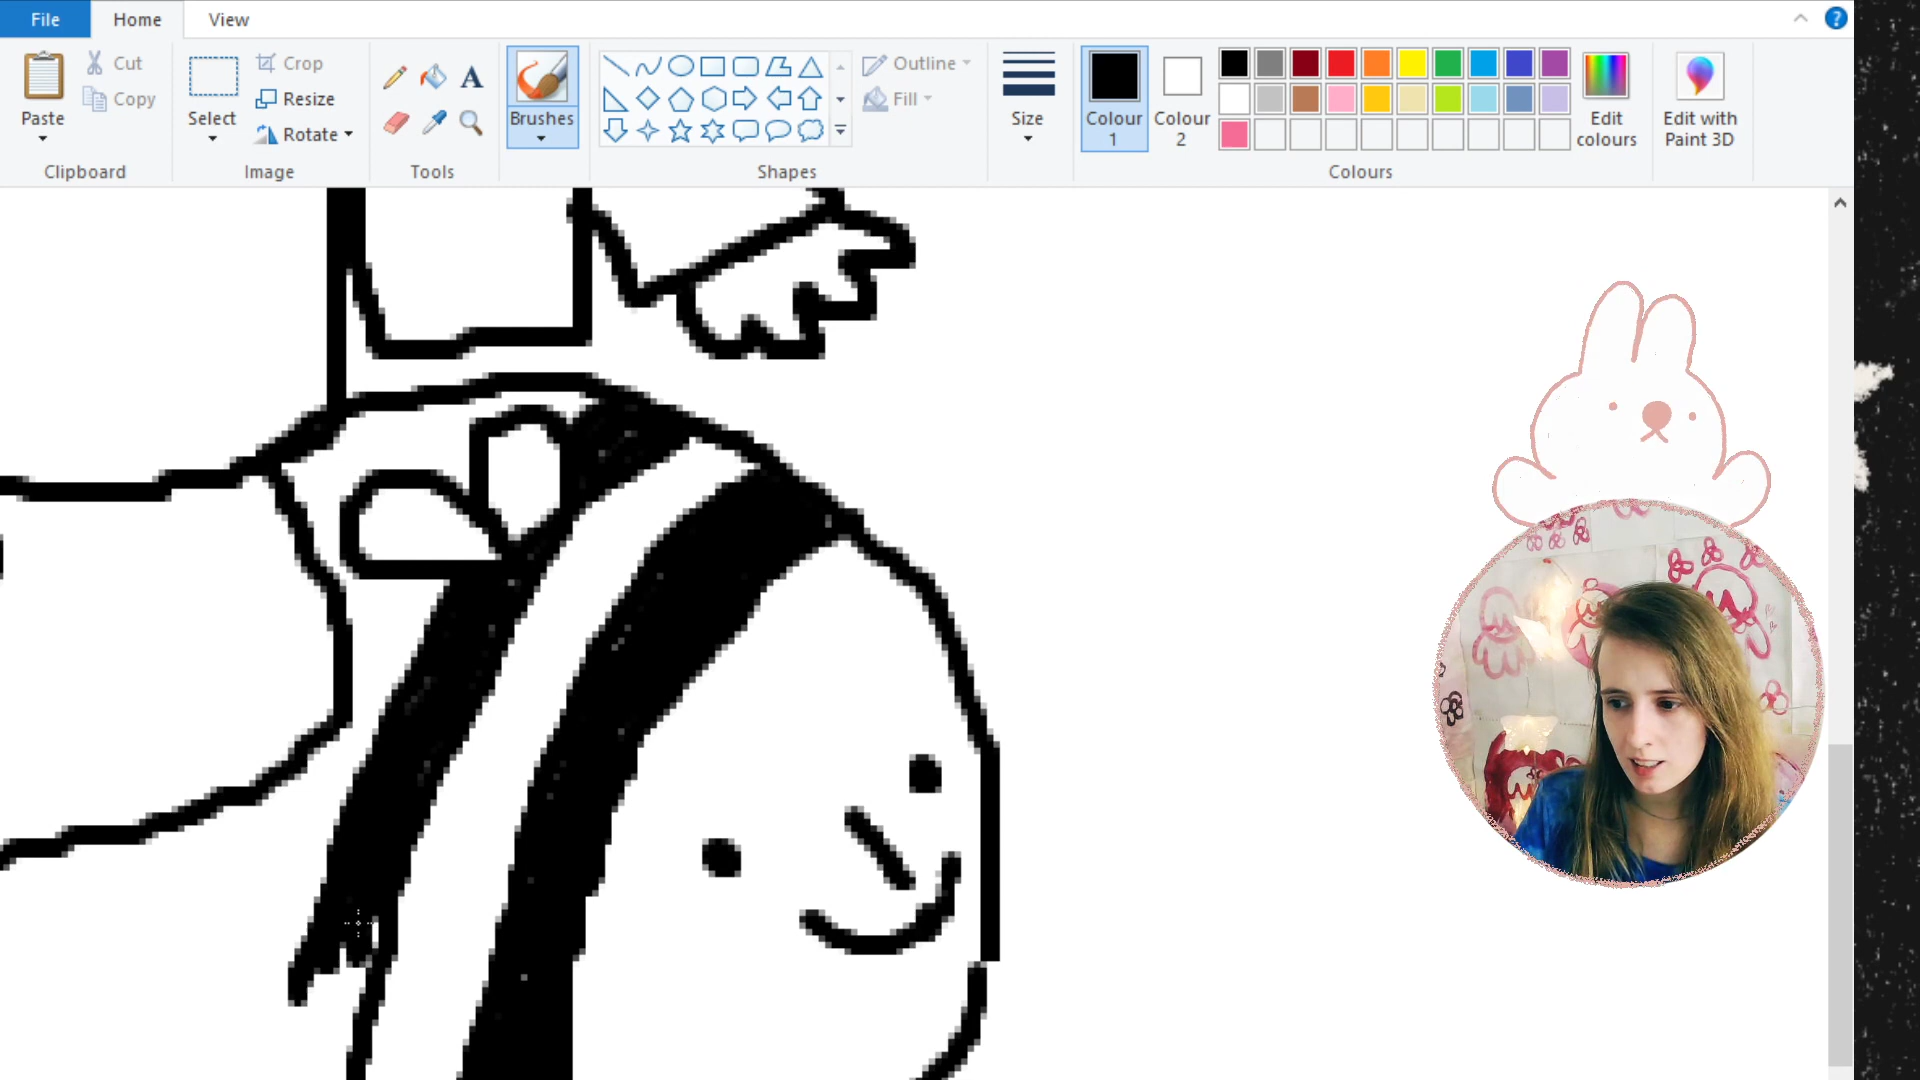 File Home View
Paste Cut Copy
Clipboard
Select Crop Resize Rotate
Image
A
Tools
Brushes
Outline Fill
Shapes
Size
Colour 1 Colour 2
Edit colours
Colours
Edit with Paint 3D
?